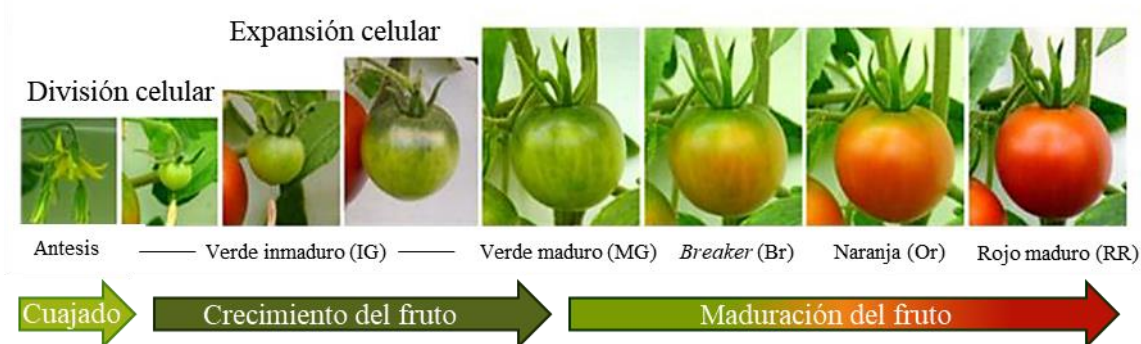 Expansión celular
División celular
Antesis
Verde inmaduro (IG)
Verde maduro (MG)
Breaker (Br)
Naranja (Or)
Rojo maduro (RR)
Cuajado
Crecimiento del fruto
Maduración del fruto